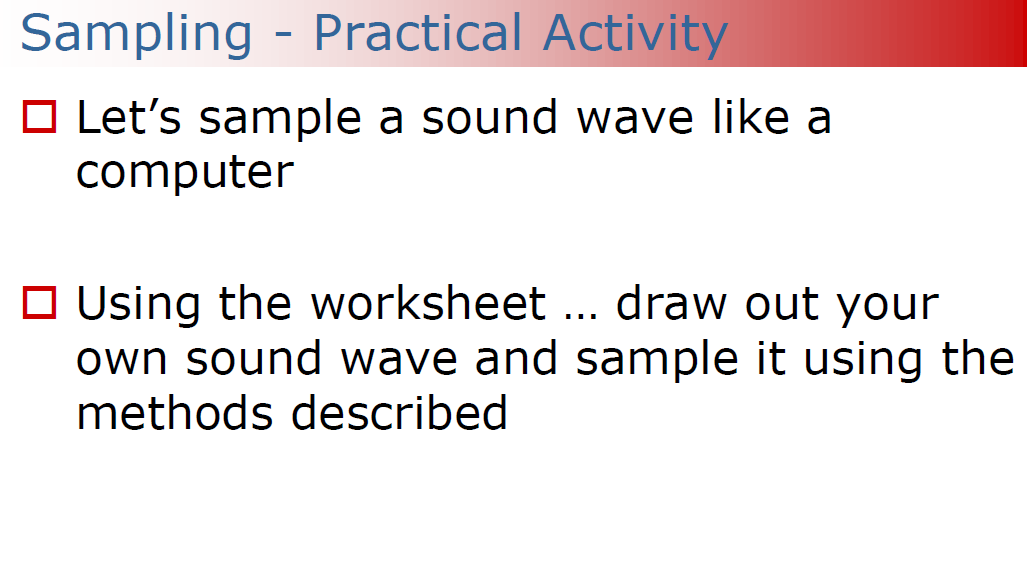 Sampling - Practical Activity
Let’s sample a sound wave like a
computer
Using the worksheet … draw out your
own sound wave and sample it using the
methods described